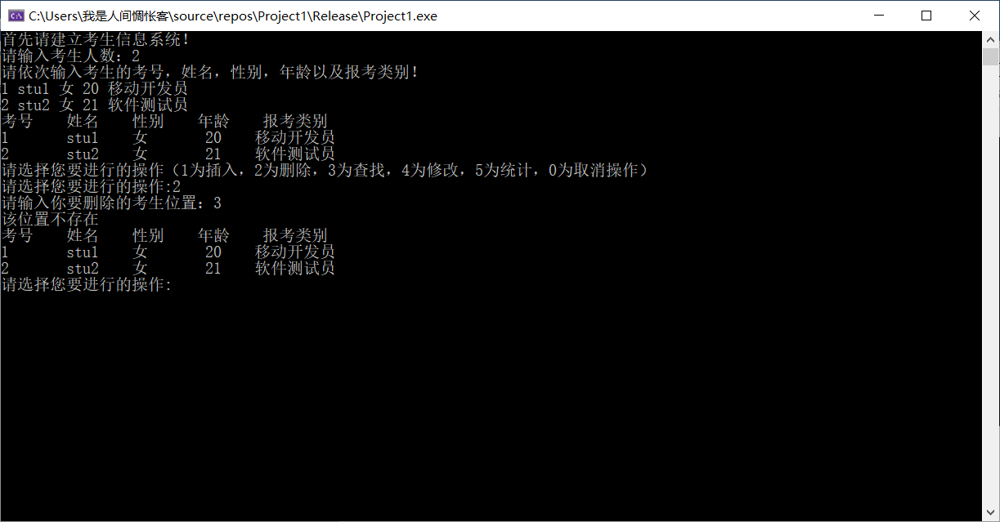 C:\Users\我是人间惆怅客\source\repos\Project1\Release\Project1.exe
首先请建立考生信息系统！
请输入考生人数：2
请依次输入考生的考号，姓名，性别，年龄以及报考类别！
1 stu1 女 20 移动开发员
2 stu2 女 21 软件测试员
考号    姓名    性别    年龄    报考类别
1       stu1    女       20    移动开发员
2       stu2    女       21    软件测试员
请选择您要进行的操作（1为插入，2为删除，3为查找，4为修改，5为统计，0为取消操作）
请选择您要进行的操作:2
请输入你要删除的考生位置：3
该位置不存在
考号    姓名    性别    年龄    报考类别
1       stu1    女       20    移动开发员
2       stu2    女       21    软件测试员
请选择您要进行的操作: